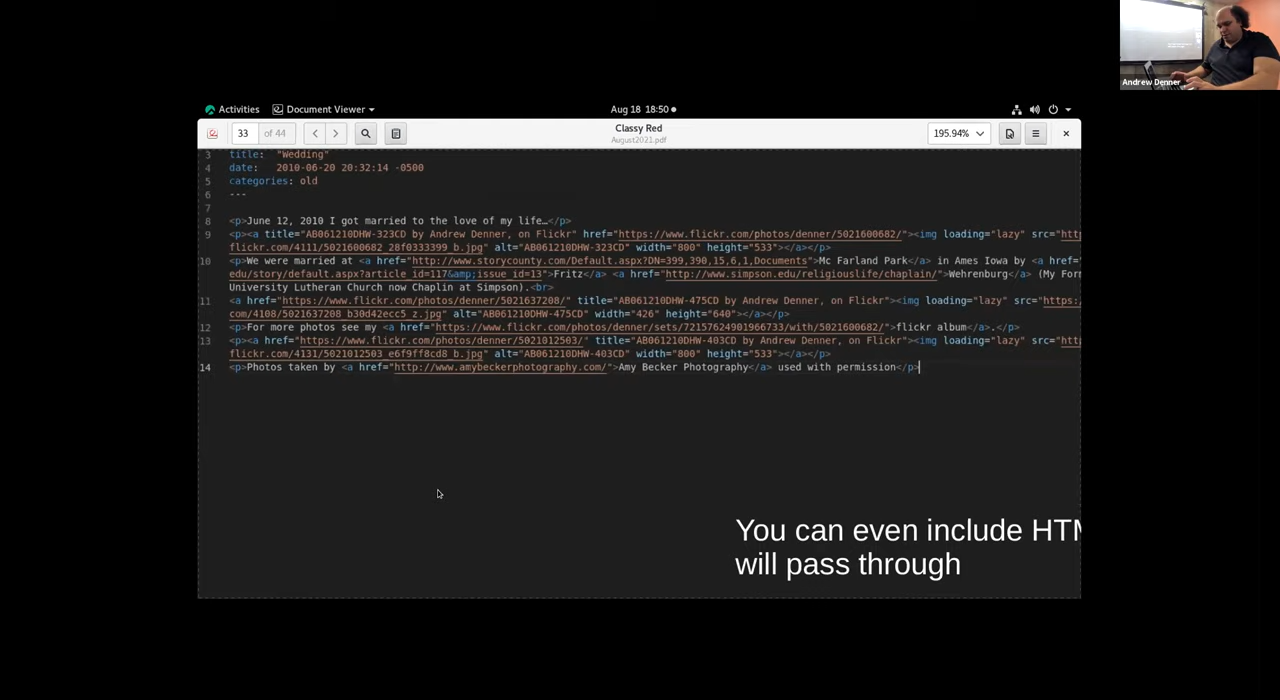 Andrew Denner
Activities Document Viewer Aug 18 18:50
33 of 44 Classy Red 195.94%
August2021.pdf
3 title: "Wedding"
4 date: 2010-06-20 20:32:14 -0500
5 categories: old
6 ---
7
8 <p>June 12, 2010 I got married to the love of my life…</p>
9 <p><a title="AB061210DHW-323CD by Andrew Denner, on Flickr" href="https://www.flickr.com/photos/denner/5021600682/"><img loading="lazy" src="http
flickr.com/4111/5021600682_28f0333399_b.jpg" alt="AB061210DHW-323CD" width="800" height="533"></a></p>
10 <p>We were married at <a href="http://www.storycounty.com/Default.aspx?DN=399,390,15,6,1,Documents">Mc Farland Park</a> in Ames Iowa by <a href="
edu/story/default.aspx?article_id=117&amp;issue_id=13">Fritz</a> <a href="http://www.simpson.edu/religiouslife/chaplain/">Wehrenburg</a> (My For
University Lutheran Church now Chaplin at Simpson).<br>
11 <a href="https://www.flickr.com/photos/denner/5021637208/" title="AB061210DHW-475CD by Andrew Denner, on Flickr"><img loading="lazy" src="https:
com/4108/5021637208_b30d42ecc5_z.jpg" alt="AB061210DHW-475CD" width="426" height="640"></a></p>
12 <p>For more photos see my <a href="https://www.flickr.com/photos/denner/sets/72157624901966733/with/5021600682/">flickr album</a>.</p>
13 <p><a href="https://www.flickr.com/photos/denner/5021012503/" title="AB061210DHW-403CD by Andrew Denner, on Flickr"><img loading="lazy" src="http
flickr.com/4131/5021012503_e6f9ff8cd8_b.jpg" alt="AB061210DHW-403CD" width="800" height="533"></a></p>
14 <p>Photos taken by <a href="http://www.amybeckerphotography.com/">Amy Becker Photography</a> used with permission</p>
You can even include HTM
will pass through